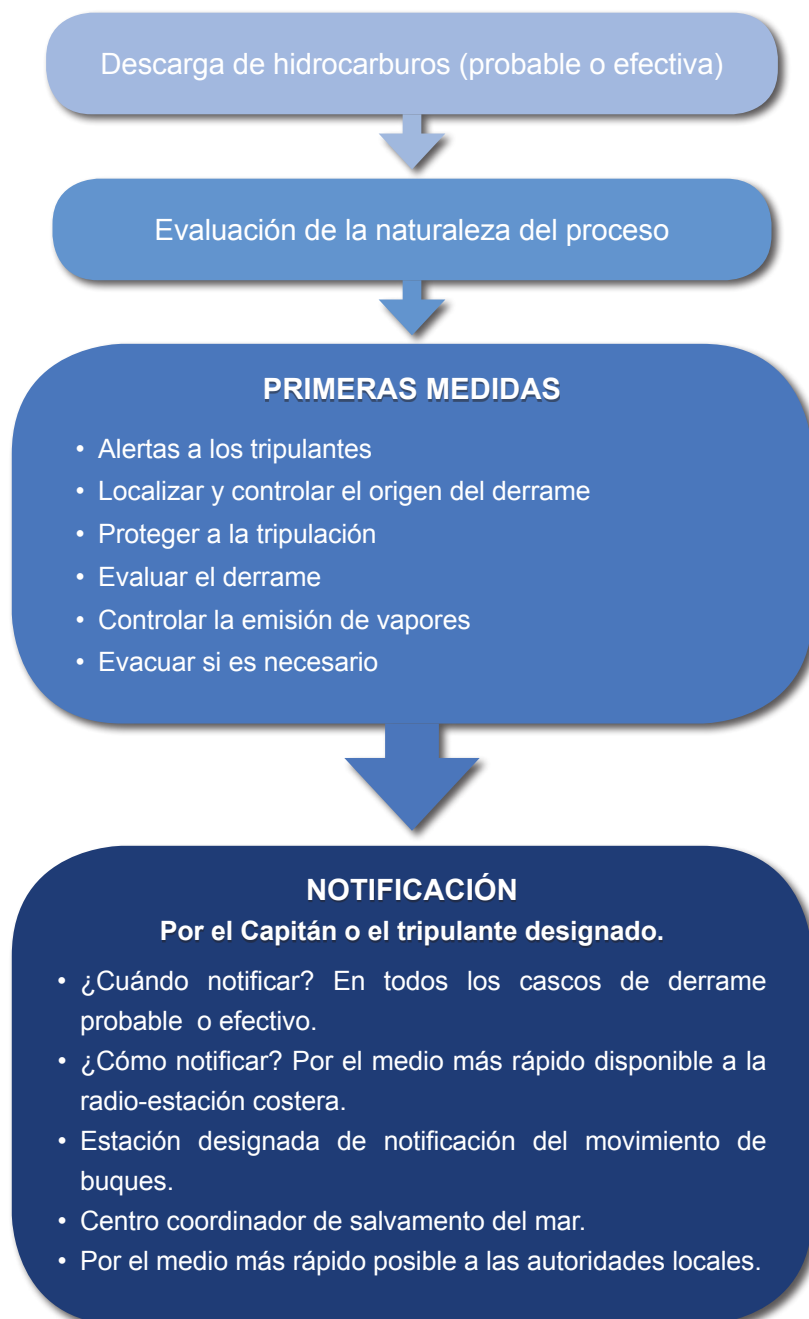 Descarga de hidrocarburos (probable o efectiva)
Evaluación de la naturaleza del proceso
PRIMERAS MEDIDAS
• Alertas a los tripulantes
• Localizar y controlar el origen del derrame
• Proteger a la tripulación
• Evaluar el derrame
• Controlar la emisión de vapores
• Evacuar si es necesario
NOTIFICACIÓN
Por el Capitán o el tripulante designado.
• ¿Cuándo notificar? En todos los cascos de derrame
probable o efectivo.
• ¿Cómo notificar? Por el medio más rápido disponible a la
radio-estación costera.
• Estación designada de notificación del movimiento de
buques.
• Centro coordinador de salvamento del mar.
• Por el medio más rápido posible a las autoridades locales.